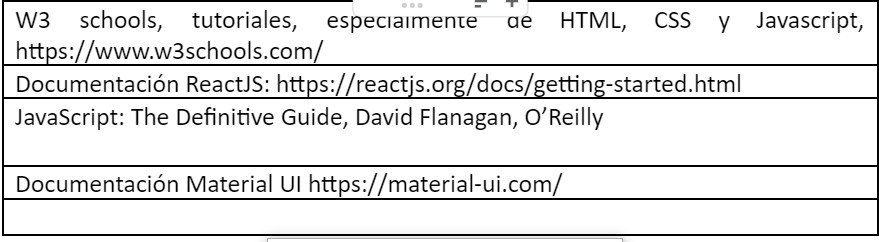 W3 schools, tutoriales, especialmente de HTML, CSS y Javascript,
https://www.w3schools.com/
Documentación ReactJS: https://reactjs.org/docs/getting-started.html
JavaScript: The Definitive Guide, David Flanagan, O’Reilly
Documentación Material UI https://material-ui.com/